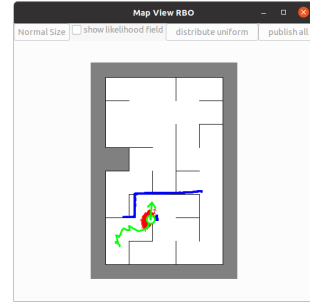 Map View RBO
Normal Size
show likelihood field
distribute uniform
publish all